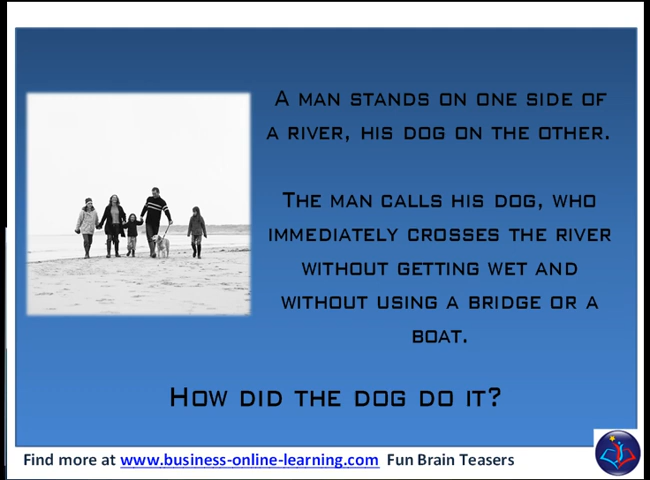 A man stands on one side of
a river, his dog on the other.
The man calls his dog, who
immediately crosses the river
without getting wet and
without using a bridge or a
boat.
How did the dog do it?
Find more at www.business-online-learning.com Fun Brain Teasers